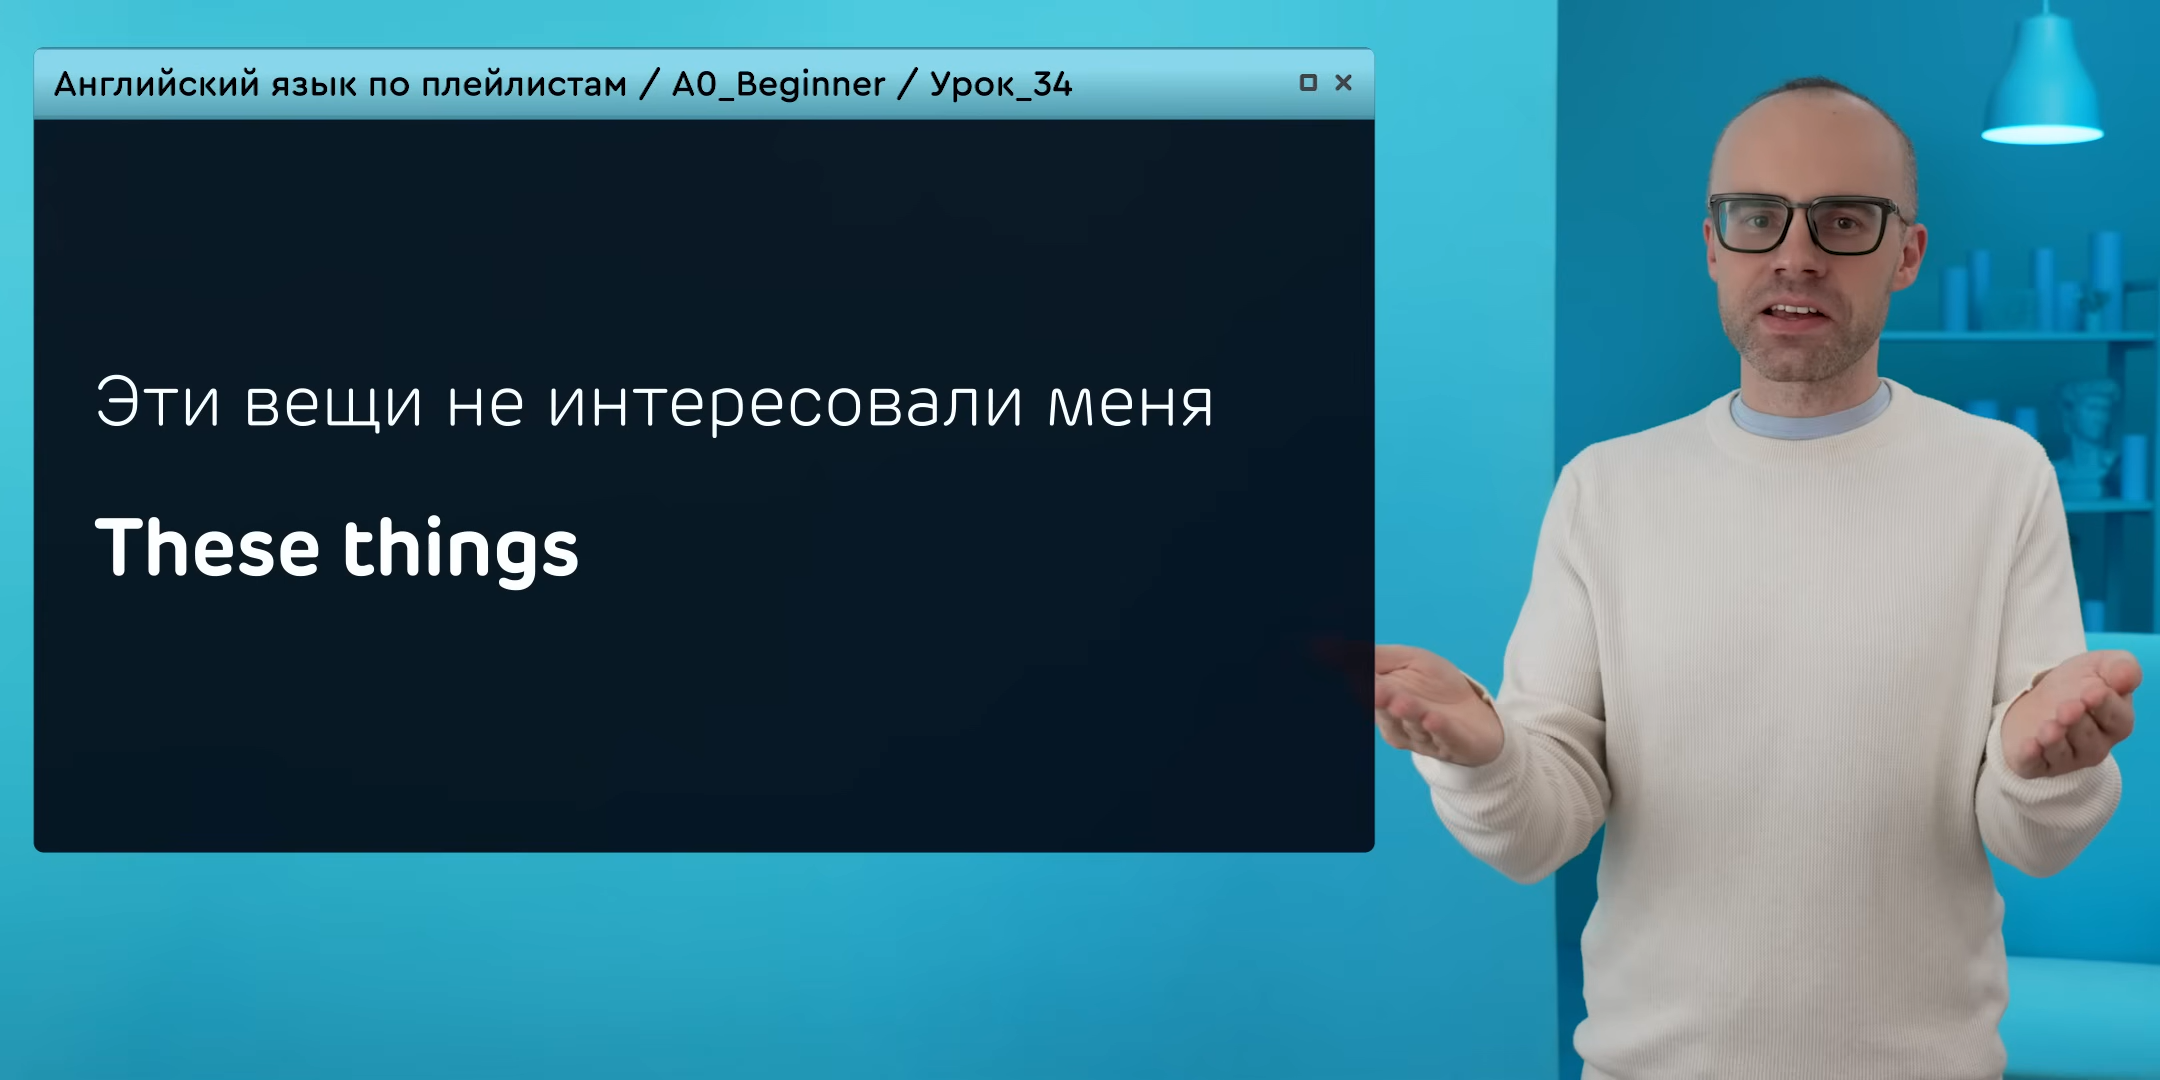 Английский язык по плейлистам / A0_Beginner / Урок_34
Эти вещи не интересовали меня
These things